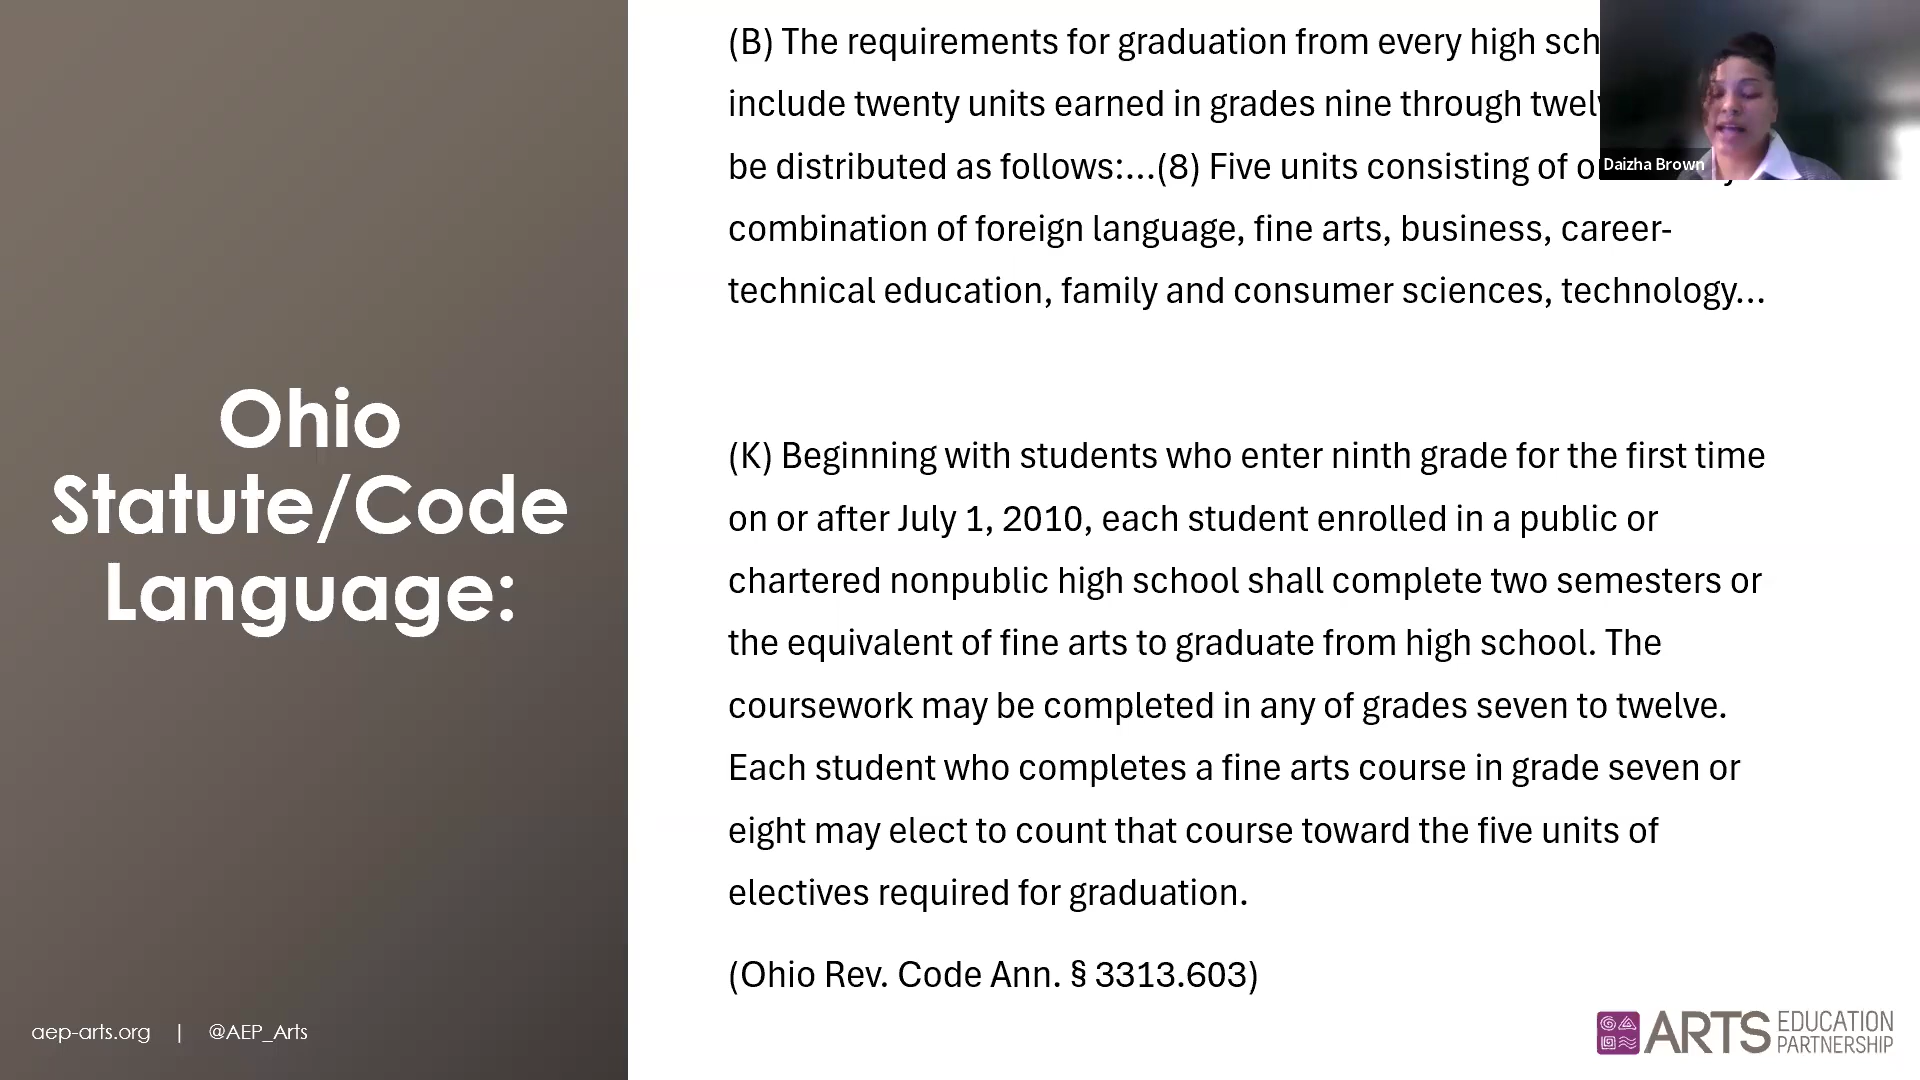 Ohio
Statute/Code
Language:
(B) The requirements for graduation from every high
include twenty units earned in grades nine through
be distributed as follows:...(8) Five units consisting of
combination of foreign language, fine arts, business, career-
technical education, family and consumer sciences, technology...
(K) Beginning with students who enter ninth grade for the first time
on or after July 1, 2010, each student enrolled in a public or
chartered nonpublic high school shall complete two semesters or
the equivalent of fine arts to graduate from high school. The
coursework may be completed in any of grades seven to twelve.
Each student who completes a fine arts course in grade seven or
eight may elect to count that course toward the five units of
electives required for graduation.
(Ohio Rev. Code Ann. § 3313.603)
Daizha Brown
aep-arts.org | @AEP_Arts
ARTS EDUCATION
PARTNERSHIP